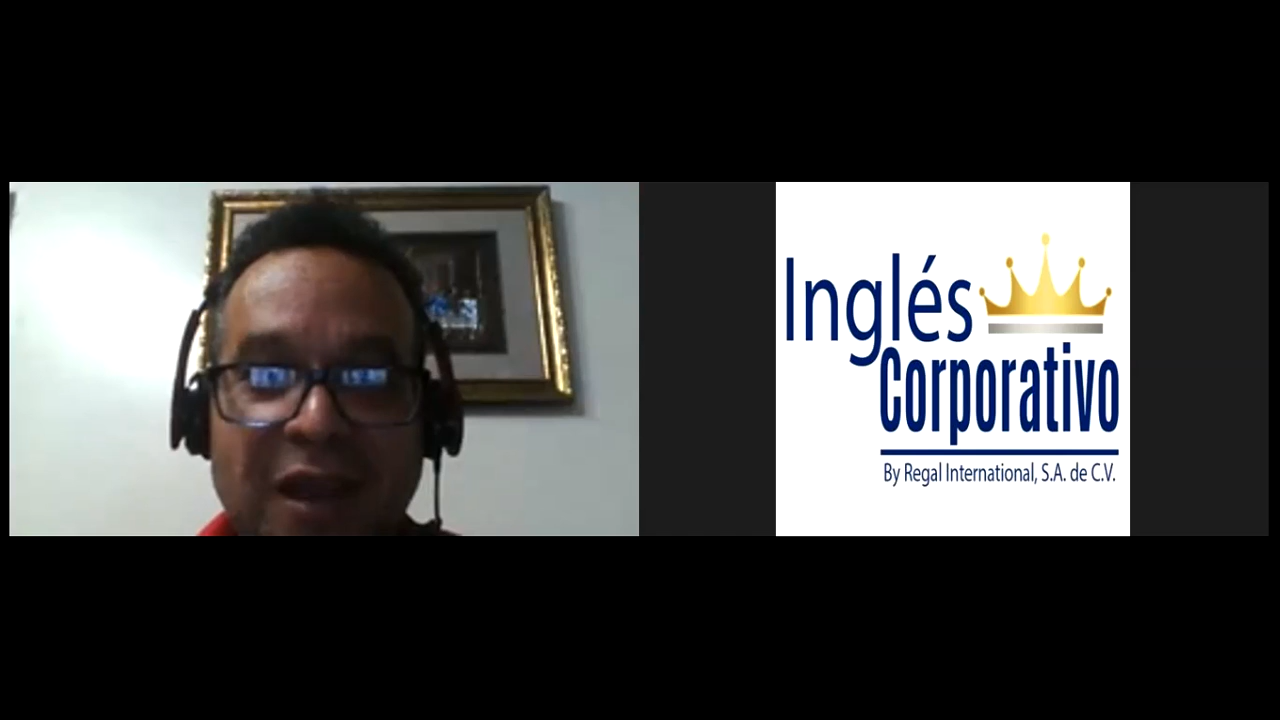 Inglés
Corporativo
By Regal International, S.A. de C.V.